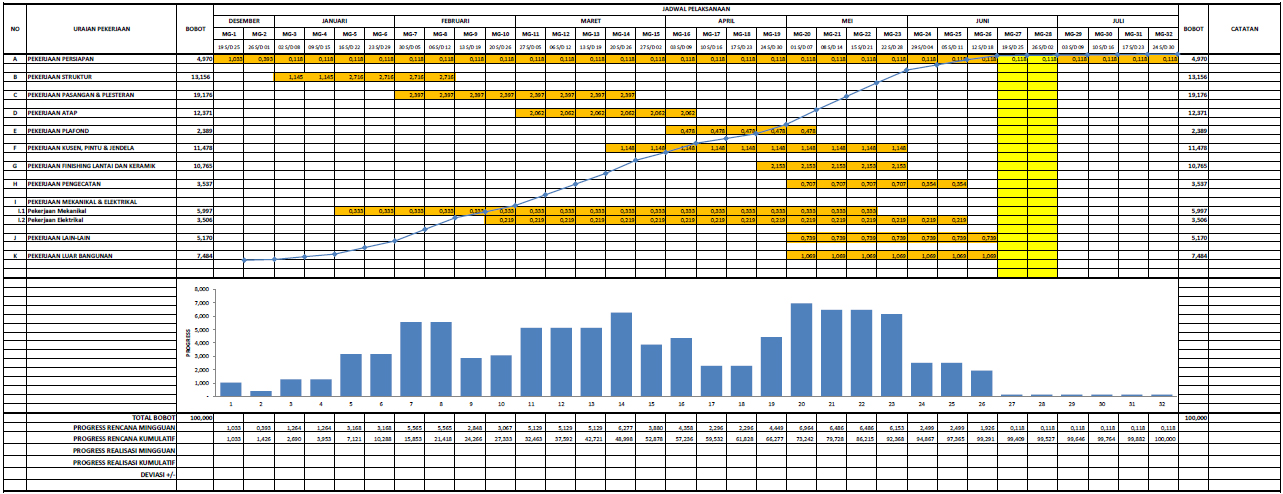 JADWAL PELAKSANAAN
NO URAIAN PEKERJAAN BOBOT DESEMBER JANUARI FEBRUARI MARET APRIL MEI JUNI JULI BOBOT CATATAN
MG-1 MG-2 MG-3 MG-4 MG-5 MG-6 MG-7 MG-8 MG-9 MG-10 MG-11 MG-12 MG-13 MG-14 MG-15 MG-16 MG-17 MG-18 MG-19 MG-20 MG-21 MG-22 MG-23 MG-24 MG-25 MG-26 MG-27 MG-28 MG-29 MG-30 MG-31 MG-32
19 S/D 25 26 S/D 01 02 S/D 08 09 S/D 15 16 S/D 22 23 S/D 29 30 S/D 05 06 S/D 12 13 S/D 19 20 S/D 26 27 S/D 05 06 S/D 12 13 S/D 19 20 S/D 26 27 S/D 02 03 S/D 09 10 S/D 16 17 S/D 23 24 S/D 30 01 S/D 07 08 S/D 14 15 S/D 21 22 S/D 28 29 S/D 04 05 S/D 11 12 S/D 18 19 S/D 25 26 S/D 02 03 S/D 09 10 S/D 16 17 S/D 23 24 S/D 30
A PEKERJAAN PERSIAPAN 4,970 1,033 0,393 0,118 0,118 0,118 0,118 0,118 0,118 0,118 0,118 0,118 0,118 0,118 0,118 0,118 0,118 0,118 0,118 0,118 0,118 0,118 0,118 0,118 0,118 0,118 0,118 0,118 0,118 0,118 0,118 0,118 0,118 4,970
B PEKERJAAN STRUKTUR 13,156 1,145 1,145 2,716 2,716 2,716 2,716 13,156
C PEKERJAAN PASANGAN & PLESTERAN 19,176 2,397 2,397 2,397 2,397 2,397 2,397 2,397 2,397 19,176
D PEKERJAAN ATAP 12,371 2,062 2,062 2,062 2,062 2,062 2,062 12,371
E PEKERJAAN PLAFOND 2,389 0,478 0,478 0,478 0,478 0,478 2,389
F PEKERJAAN KUSEN, PINTU & JENDELA 11,478 1,148 1,148 1,148 1,148 1,148 1,148 1,148 1,148 1,148 1,148 11,478
G PEKERJAAN FINISHING LANTAI DAN KERAMIK 10,765 2,153 2,153 2,153 2,153 2,153 10,765
H PEKERJAAN PENGECATAN 3,537 0,707 0,707 0,707 0,707 0,354 0,354 3,537
I PEKERJAAN MEKANIKAL & ELEKTRIKAL
I.1 Pekerjaan Mekanikal 5,997 0,333 0,333 0,333 0,333 0,333 0,333 0,333 0,333 0,333 0,333 0,333 0,333 0,333 0,333 0,333 0,333 0,333 0,333 5,997
I.2 Pekerjaan Elektrikal 3,506 0,219 0,219 0,219 0,219 0,219 0,219 0,219 0,219 0,219 0,219 0,219 0,219 0,219 0,219 0,219 0,219 3,506
J PEKERJAAN LAIN-LAIN 5,170 0,739 0,739 0,739 0,739 0,739 0,739 0,739 5,170
K PEKERJAAN LUAR BANGUNAN 7,484 1,069 1,069 1,069 1,069 1,069 1,069 1,069 7,484
8,000
7,000
6,000
5,000
4,000
3,000
2,000
1,000
-
PROGRESS
1 2 3 4 5 6 7 8 9 10 11 12 13 14 15 16 17 18 19 20 21 22 23 24 25 26 27 28 29 30 31 32
TOTAL BOBOT 100,000 100,000
PROGRESS RENCANA MINGGUAN 1,033 0,393 1,264 1,264 3,168 3,168 5,565 5,565 2,848 3,067 5,129 5,129 5,129 6,277 3,880 4,358 2,296 2,296 4,449 6,964 6,486 6,486 6,153 2,499 2,499 1,926 0,118 0,118 0,118 0,118 0,118 0,118
PROGRESS RENCANA KUMULATIF 1,033 1,426 2,690 3,953 7,121 10,288 15,853 21,418 24,266 27,333 32,463 37,592 42,721 48,998 52,878 57,236 59,532 61,828 66,277 73,242 79,728 86,215 92,368 94,867 97,365 99,291 99,409 99,527 99,646 99,764 99,882 100,000
PROGRESS REALISASI MINGGUAN
PROGRESS REALISASI KUMULATIF
DEVIASI +/-